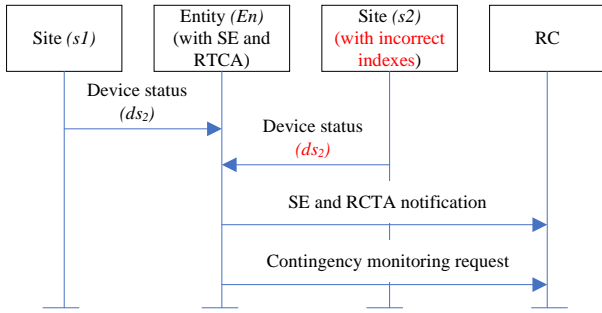 Site (s1)
Entity (En)
(with SE and
RTCA)
Site (s2)
(with incorrect
indexes)
RC
Device status
(ds2)
Device status
(ds2)
SE and RCTA notification
Contingency monitoring request